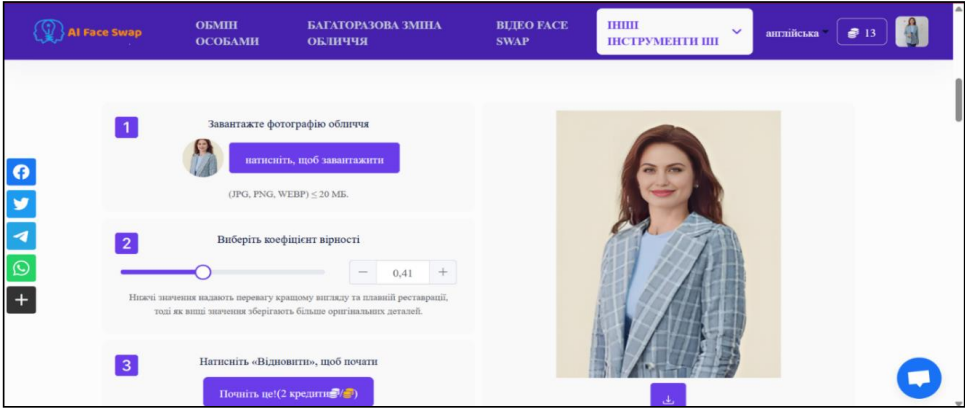 AI Face Swap
ОБМІН
ОСОБАМИ
БАГАТОРАЗОВА ЗМІНА
ОБЛИЧЧЯ
ВІДЕО FACE
SWAP
ІНШІ
ІНСТРУМЕНТИ ШІ
англійська
13
1
Завантажте фотографію обличчя
натисніть, щоб завантажити
(JPG, PNG, WEBP) ≤ 20 МБ.
2
Виберіть коефіцієнт вірності
0,41
Нижчі значення надають перевагу кращому вигляду та плавній реставрації,
тоді як вищі значення зберігають більше оригінальних деталей.
3
Натисніть «Відновити», щоб почати
Почніть це!(2 кредити/)